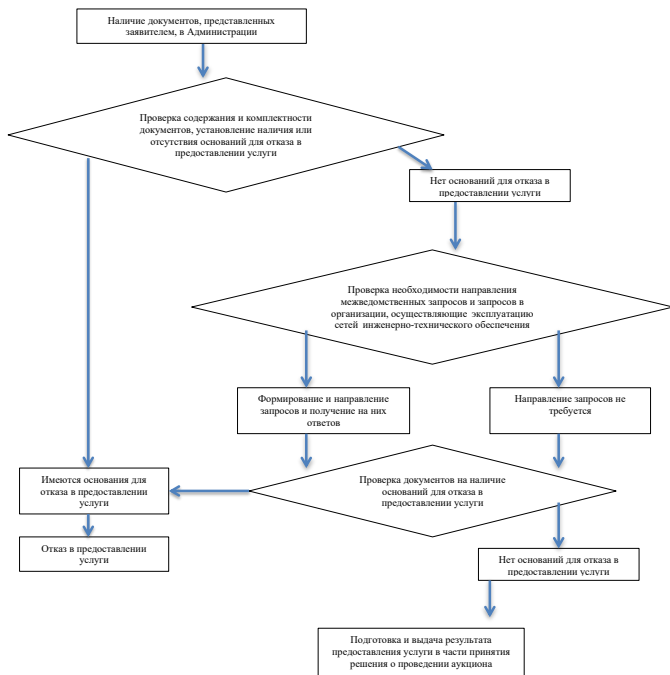 Наличие документов, представленных
заявителем, в Администрации
Проверка содержания и комплектности
документов, установление наличия или
отсутствия оснований для отказа в
предоставлении услуги
Нет оснований для отказа в
предоставлении услуги
Проверка необходимости направления
межведомственных запросов и запросов в
организации, осуществляющие эксплуатацию
сетей инженерно-технического обеспечения
Формирование и направление
запросов и получение на них
ответов
Направление запросов не
требуется
Имеются основания для
отказа в предоставлении
услуги
Проверка документов на наличие
оснований для отказа в
предоставлении услуги
Отказ в предоставлении
услуги
Нет оснований для отказа в
предоставлении услуги
Подготовка и выдача результата
предоставления услуги в части принятия
решения о проведении аукциона